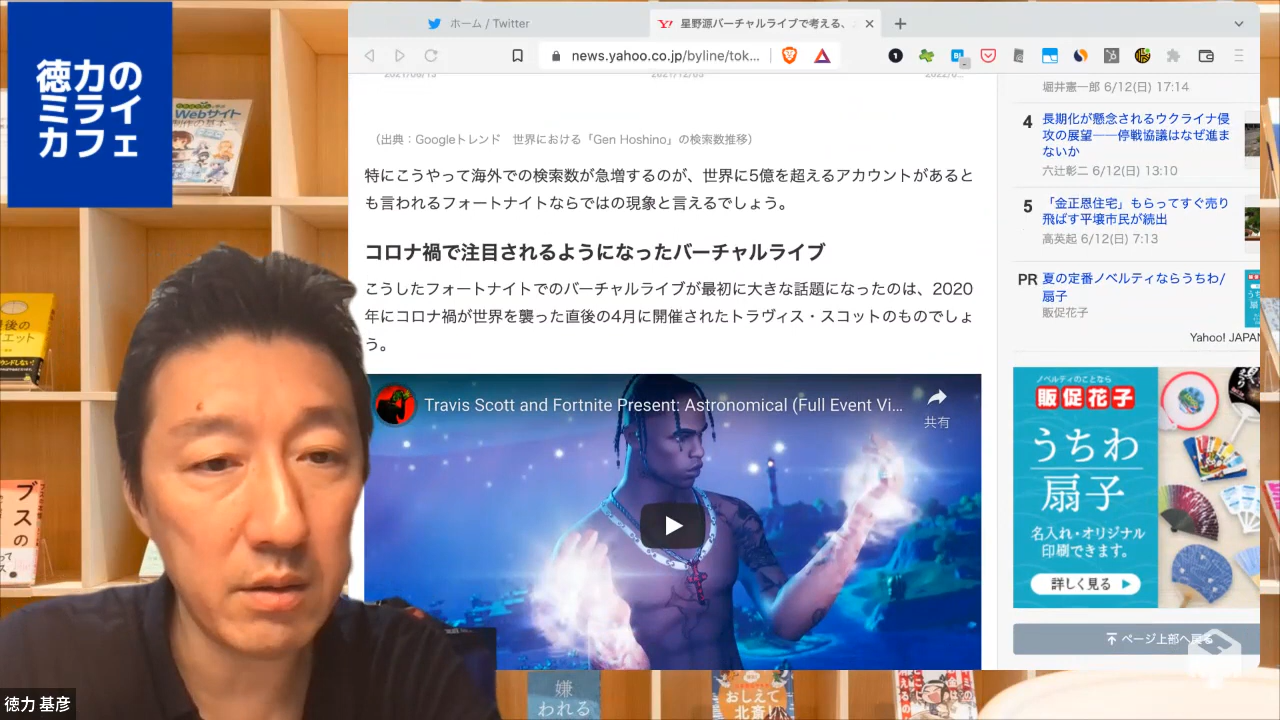 徳力の
ミライ
カフェ
Webサイト
制作の基本
ブスの
徳力 基彦
嫌
われる
おしえて
北斎!
ホーム / Twitter
星野源バーチャルライブで考える、
news.yahoo.co.jp/byline/tok...
2021/12/05
(出典:Googleトレンド 世界における「Gen Hoshino」の検索数推移)
特にこうやって海外での検索数が急増するのが、世界に5億を超えるアカウントがあると
も言われるフォートナイトならではの現象と言えるでしょう。
コロナ禍で注目されるようになったバーチャルライブ
こうしたフォートナイトでのバーチャルライブが最初に大きな話題になったのは、2020
年にコロナ禍が世界を襲った直後の4月に開催されたトラヴィス・スコットのものでしょ
う。
Travis Scott and Fortnite Present: Astronomical (Full Event Vi...
共有
堀井憲一郎 6/12(日) 17:14
4
長期化が懸念されるウクライナ侵
攻の展望――停戦協議はなぜ進ま
ないか
六辻彰二 6/12(日) 13:10
5
「金正恩住宅」もらってすぐ売り
飛ばす平壌市民が続出
高英起 6/12(日) 7:13
PR 夏の定番ノベルティならうちわ/
扇子
販促花子
Yahoo! JAPAN
ノベルティのことなら
販促花子
うちわ
扇子
名入れ・オリジナル
印刷できます。
詳しく見る
ページ上部へ戻る